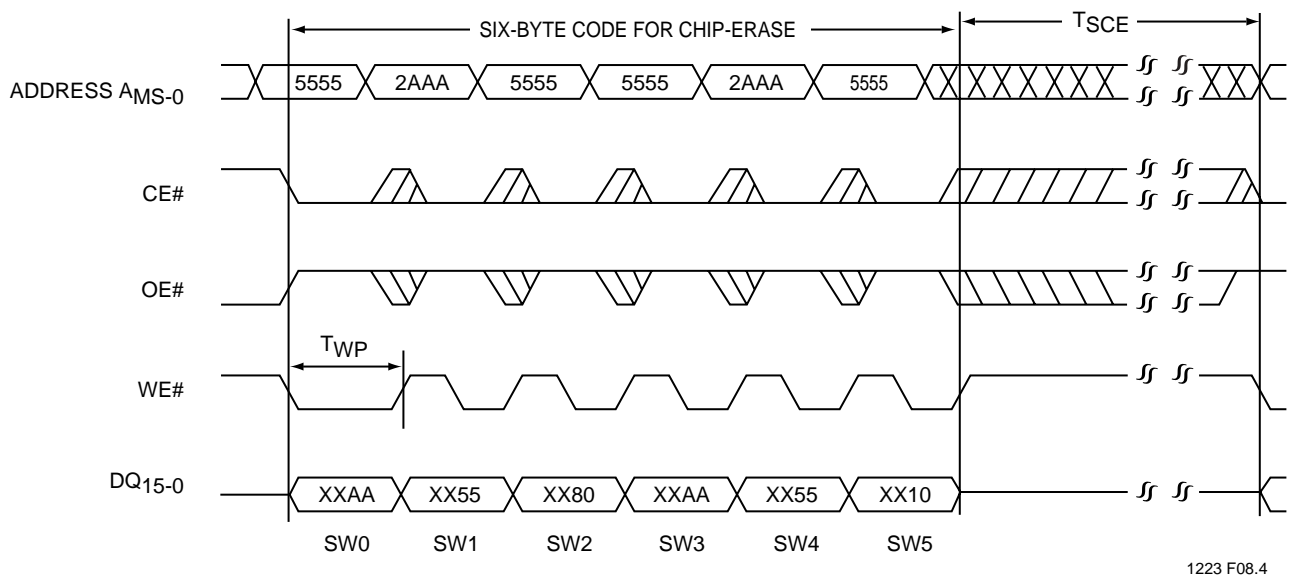 SIX-BYTE CODE FOR CHIP-ERASE TSCE
ADDRESS AMS-0 5555 2AAA 5555 5555 2AAA 5555
CE#
OE#
TWP
WE#
DQ15-0 XXAA XX55 XX80 XXAA XX55 XX10
SW0 SW1 SW2 SW3 SW4 SW5
1223 F08.4